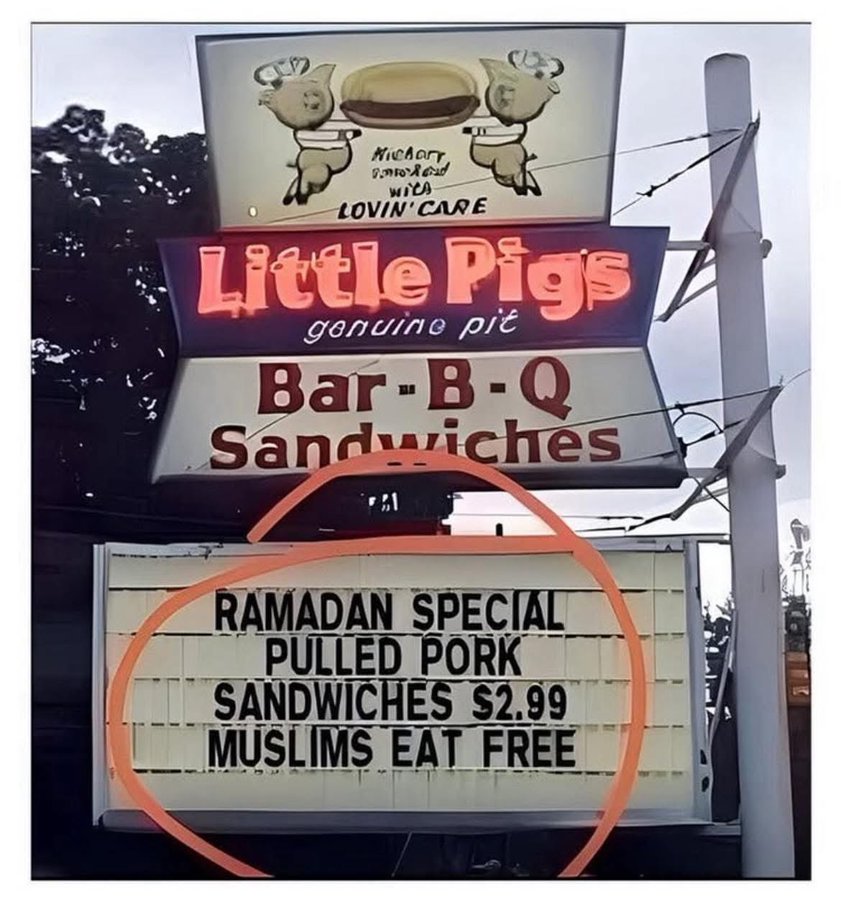 with
LOVIN' CARE
Little Pigs
genuine pit
Bar-B-Q
Sandwiches
RAMADAN SPECIAL
PULLED PORK
SANDWICHES $2.99
MUSLIMS EAT FREE